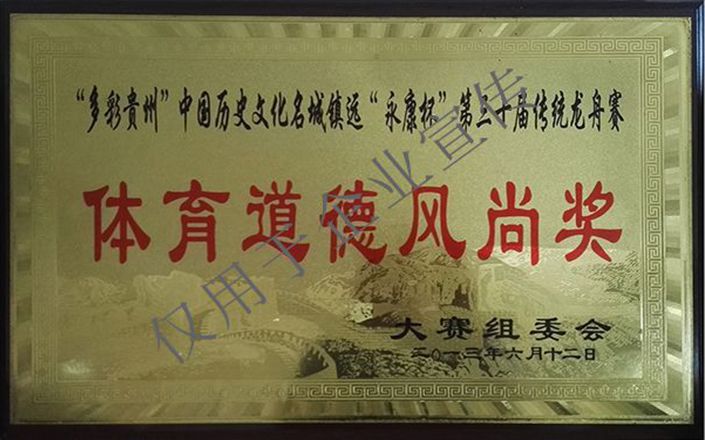 “多彩贵州”中国历史文化名城镇远“永康杯”第三十届传统龙舟赛
体育道德风尚奖
大赛组委会
二〇一三年六月十二日
仅用于企业宣传